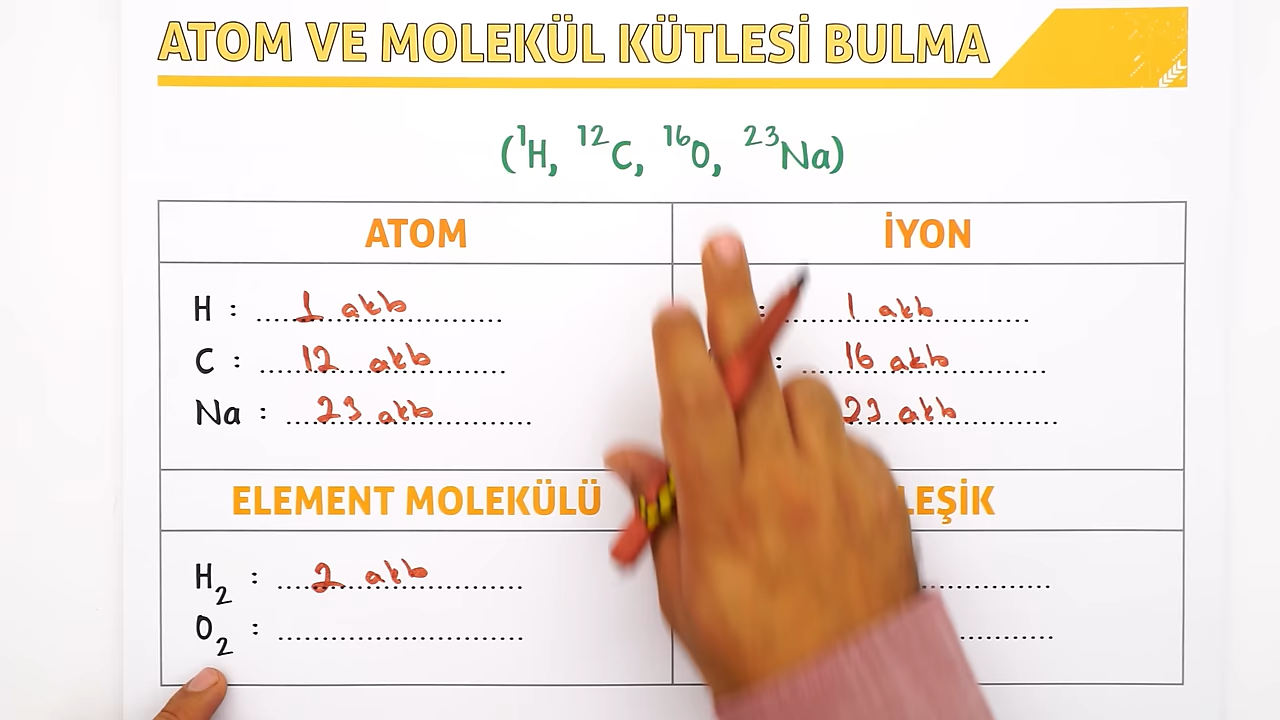 ATOM VE MOLEKÜL KÜTLESİ BULMA
(¹H, ¹²C, ¹⁶O, ²³Na)
ATOM
H : 1 akb
C : 12 akb
Na : 23 akb
İYON
: 1 akb
: 16 akb
23 akb
ELEMENT MOLEKÜLÜ
H₂ : 2 akb
O₂ :
LEŞİK